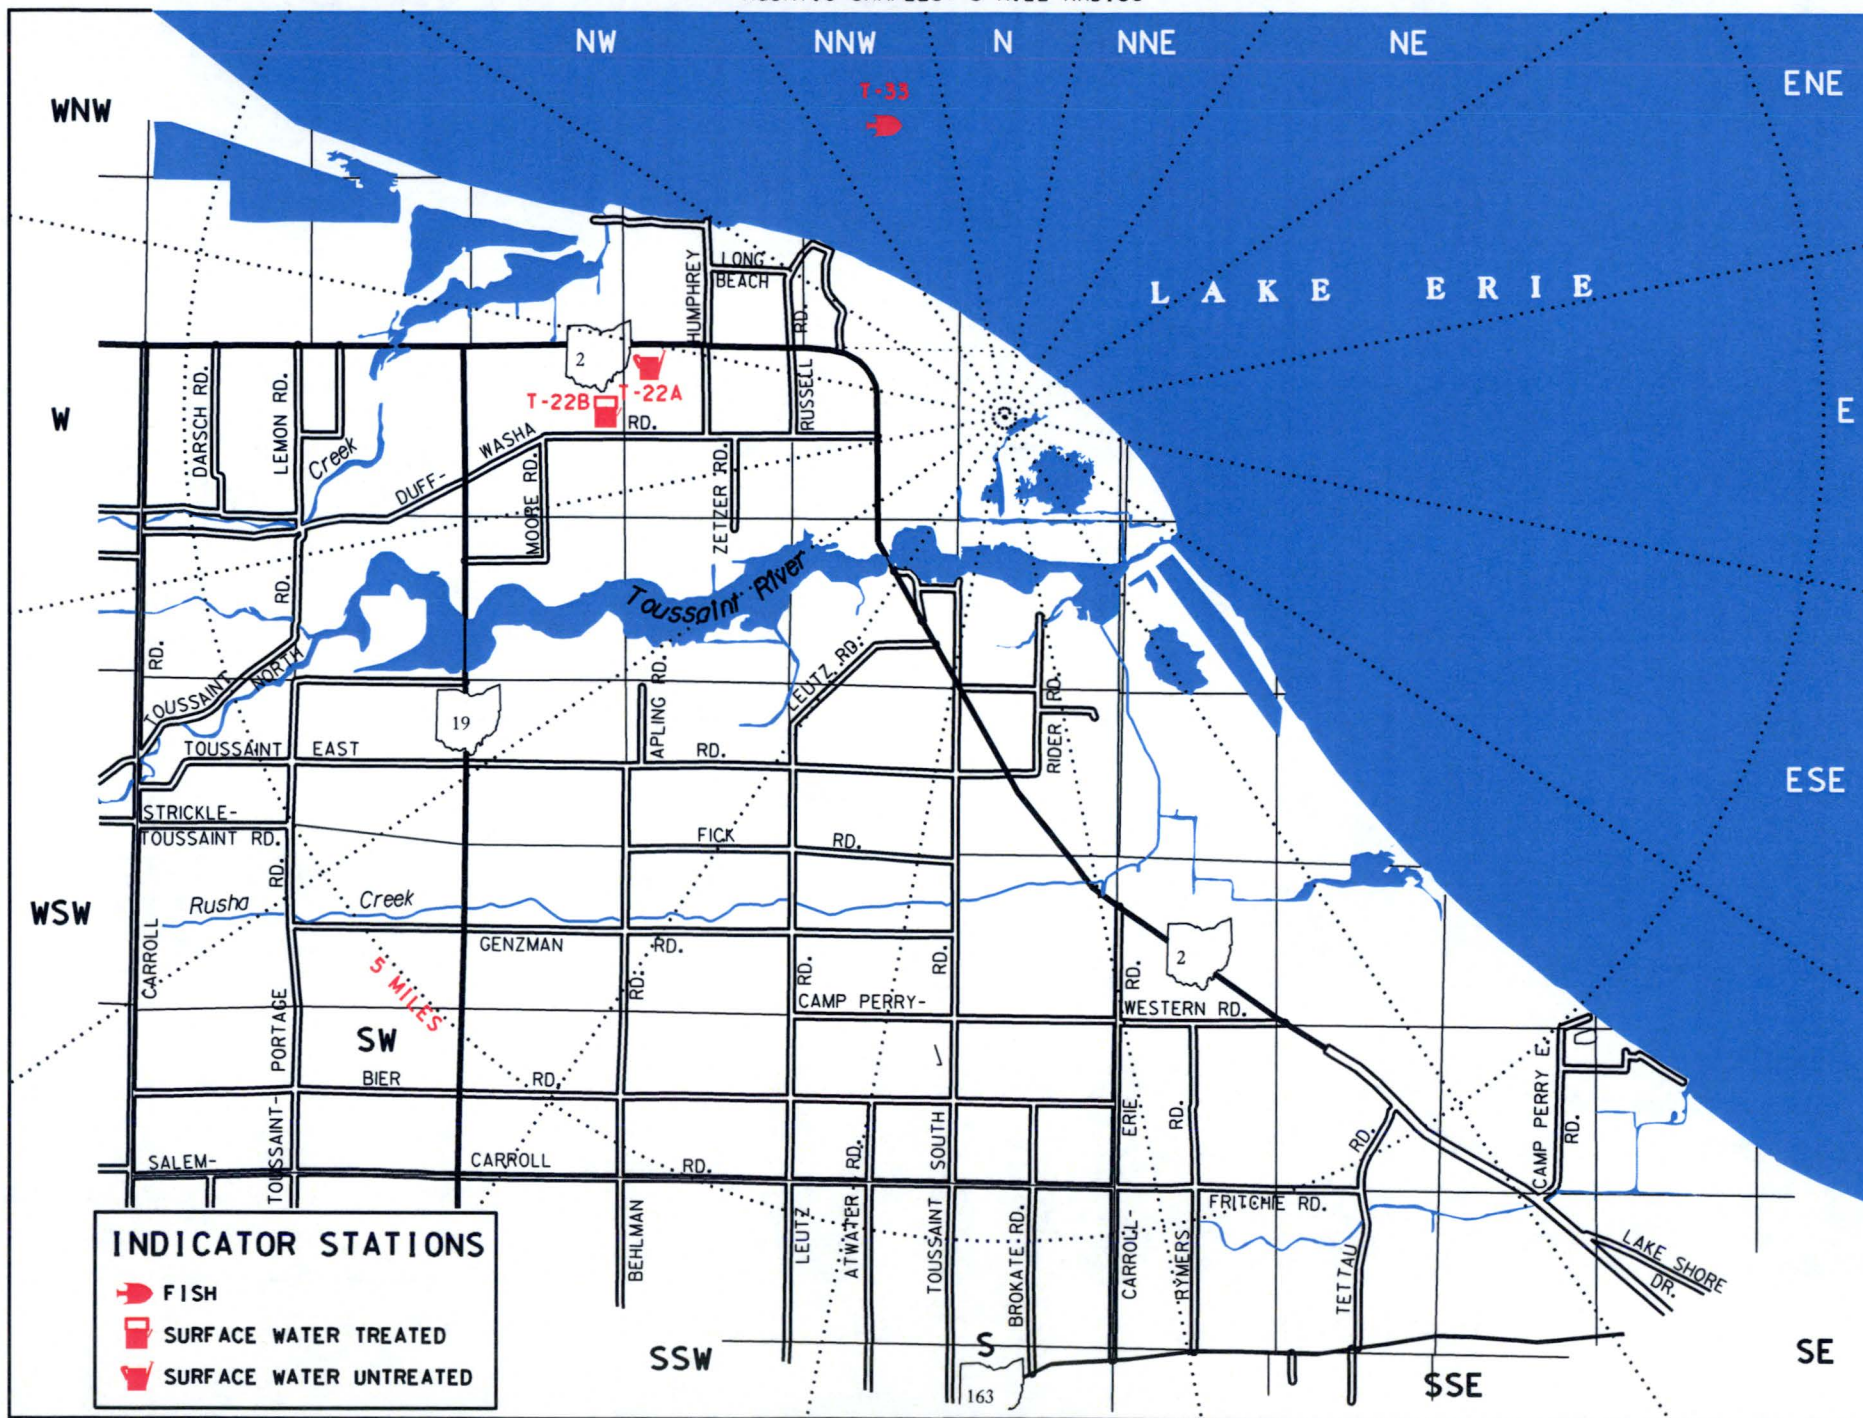 NW
NNW
N
NNE
NE
ENE
WNW
T-33
LAKE ERIE
HUMPHREY
LONG
BEACH
RD.
2
T-22A
T-22B
W
E
DARSCH RD.
LEMON RD.
Creek
DUFF-
WASHA
RD.
RUSSELL
MOORE RD.
ZETZER RD.
Toussaint River
RD.
RD.
TOUSSAINT
NORTH
19
APLING RD.
LEUTZ RD.
RIDER RD.
TOUSSAINT
EAST
RD.
ESE
STRICKLE-
TOUSSAINT RD.
FICK
RD.
RD.
WSW
Rusha
Creek
CARROLL
GENZMAN
RD.
5 MILES
RD.
RD.
RD.
RD.
2
CAMP PERRY-
WESTERN RD.
PORTAGE
SW
BIER
RD.
TOUSSAINT-
SALEM-
CARROLL
RD.
RD.
SOUTH
ERIE
RD.
RD.
CAMP PERRY E.
RD.
FRITCHIE RD.
BEHLMAN
LEUTZ
ATWATER
TOUSSAINT
BROKATE RD.
CARROLL-
RYMERS
TETTAU
LAKE SHORE
DR.
INDICATOR STATIONS
FISH
SURFACE WATER TREATED
SURFACE WATER UNTREATED
SSW
S
163
SSE
SE